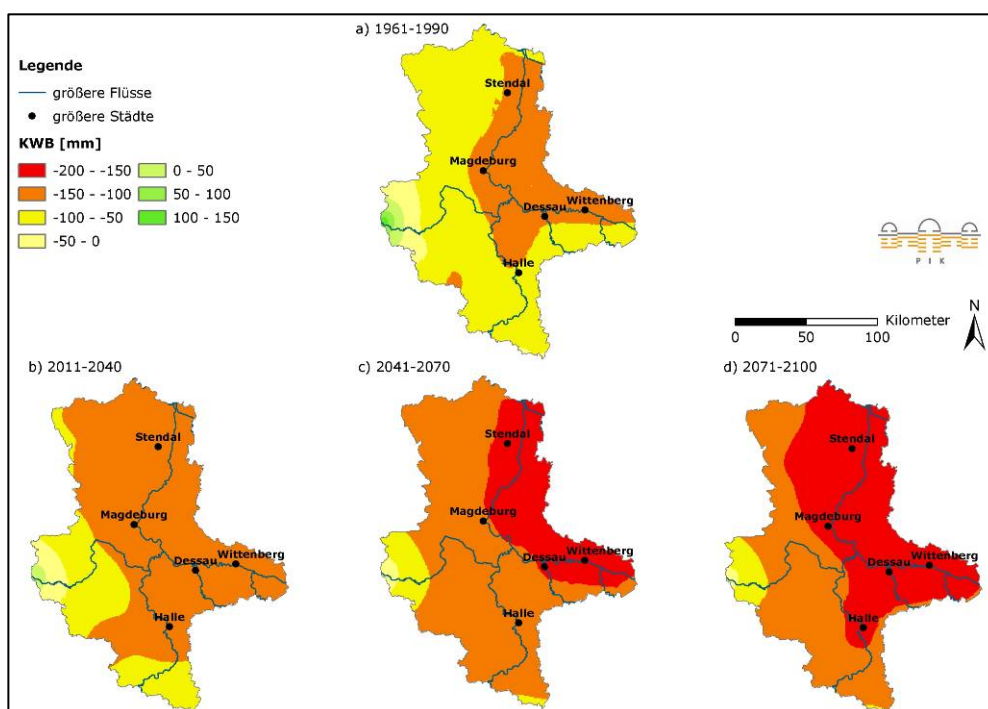 a) 1961-1990
Legende
größere Flüsse
größere Städte
KWB [mm]
-200 - -150
0 - 50
-150 - -100
50 - 100
-100 - -50
100 - 150
-50 - 0
Stendal
Magdeburg
Dessau
Wittenberg
Halle
P I K
N
Kilometer
0 50 100
b) 2011-2040
Stendal
Magdeburg
Dessau
Wittenberg
Halle
c) 2041-2070
Stendal
Magdeburg
Dessau
Wittenberg
Halle
d) 2071-2100
Stendal
Magdeburg
Dessau
Wittenberg
Halle